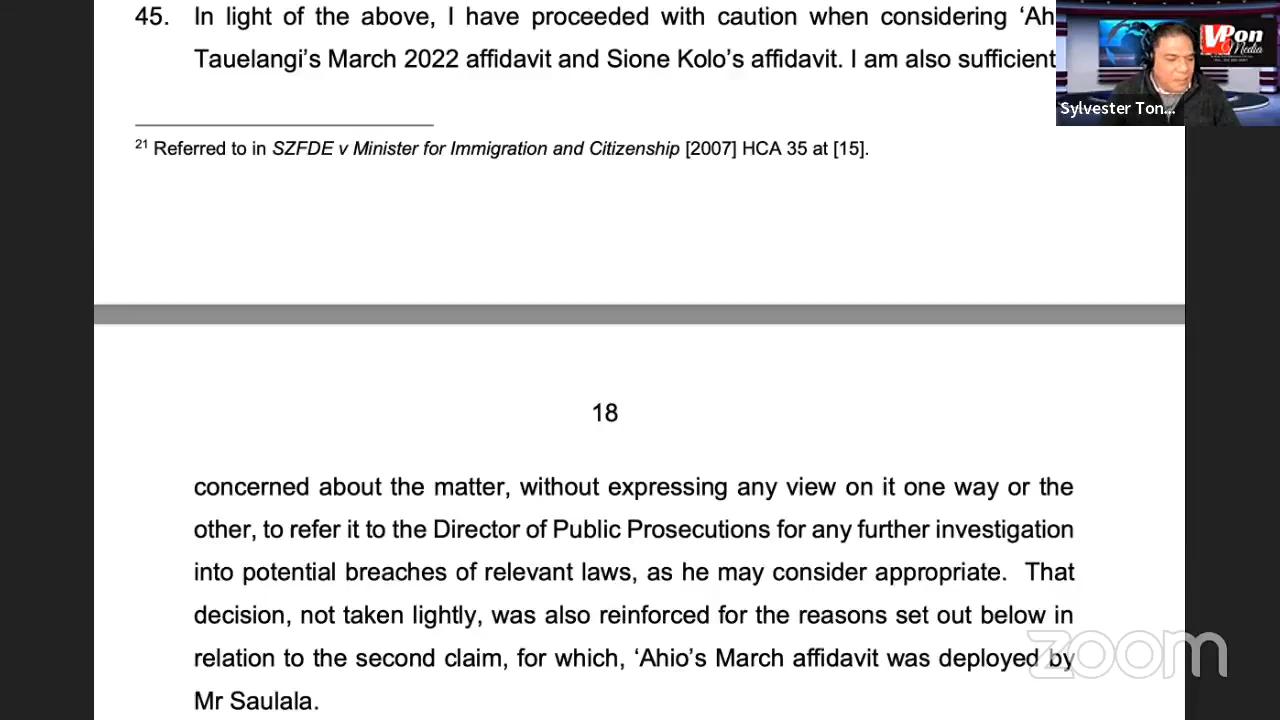 45. In light of the above, I have proceeded with caution when considering ‘Ah
Tauelangi’s March 2022 affidavit and Sione Kolo’s affidavit. I am also sufficient
VPon
Media
Sylvester Ton...
21 Referred to in SZFDE v Minister for Immigration and Citizenship [2007] HCA 35 at [15].
18
concerned about the matter, without expressing any view on it one way or the
other, to refer it to the Director of Public Prosecutions for any further investigation
into potential breaches of relevant laws, as he may consider appropriate. That
decision, not taken lightly, was also reinforced for the reasons set out below in
relation to the second claim, for which, ‘Ahio’s March affidavit was deployed by
Mr Saulala.
zoom